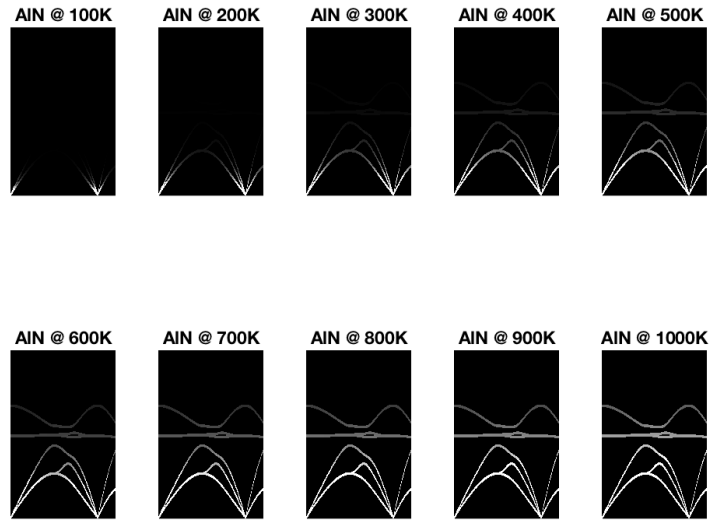 AlN @ 100K
AlN @ 200K
AlN @ 300K
AlN @ 400K
AlN @ 500K
AlN @ 600K
AlN @ 700K
AlN @ 800K
AlN @ 900K
AlN @ 1000K